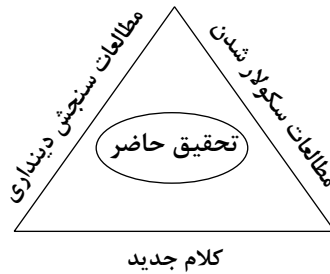 مطالعات سکولار شدن
مطالعات سنجش دینداری
تحقیق حاضر
کلام جدید